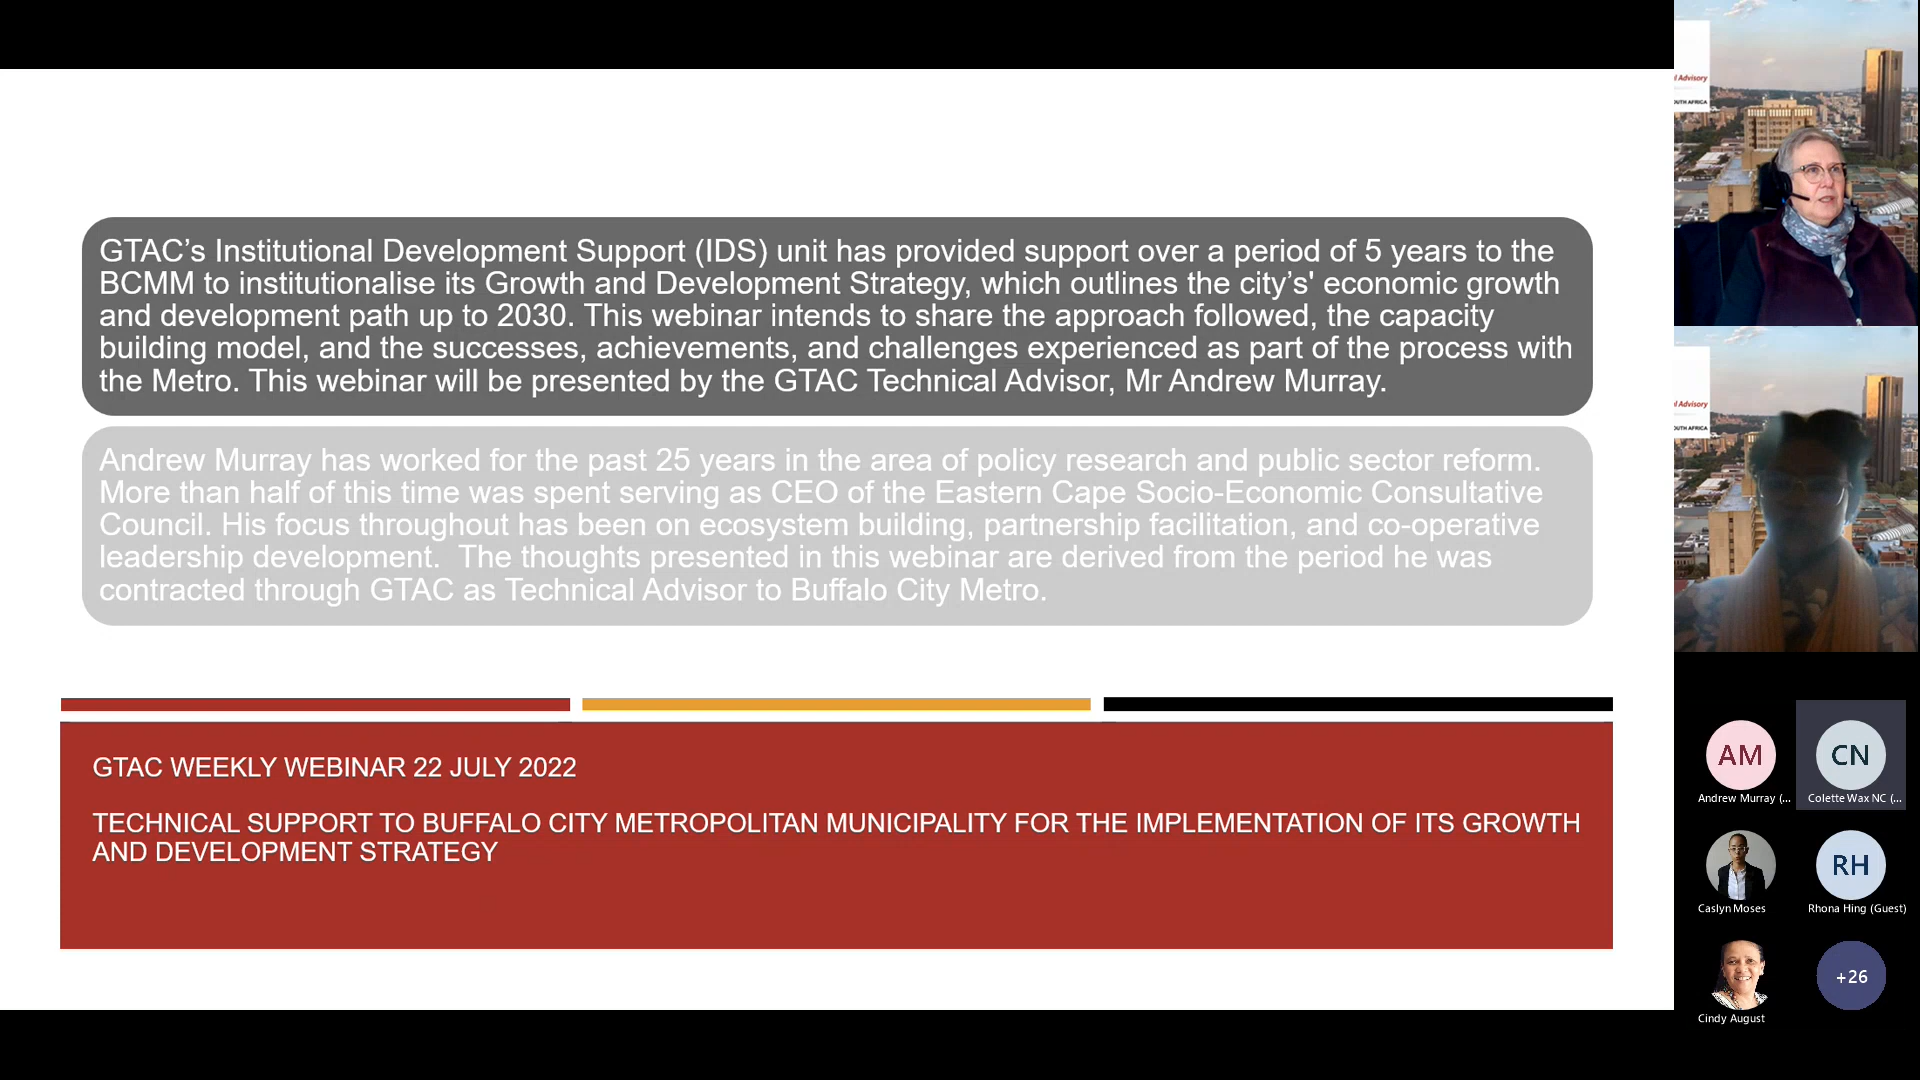 GTAC’s Institutional Development Support (IDS) unit has provided support over a period of 5 years to the
BCMM to institutionalise its Growth and Development Strategy, which outlines the city’s' economic growth
and development path up to 2030. This webinar intends to share the approach followed, the capacity
building model, and the successes, achievements, and challenges experienced as part of the process with
the Metro. This webinar will be presented by the GTAC Technical Advisor, Mr Andrew Murray.
Andrew Murray has worked for the past 25 years in the area of policy research and public sector reform.
More than half of this time was spent serving as CEO of the Eastern Cape Socio-Economic Consultative
Council. His focus throughout has been on ecosystem building, partnership facilitation, and co-operative
leadership development.  The thoughts presented in this webinar are derived from the period he was
contracted through GTAC as Technical Advisor to Buffalo City Metro.
GTAC WEEKLY WEBINAR 22 JULY 2022
TECHNICAL SUPPORT TO BUFFALO CITY METROPOLITAN MUNICIPALITY FOR THE IMPLEMENTATION OF ITS GROWTH
AND DEVELOPMENT STRATEGY
l Advisory
OUTH AFRICA
al Advisory
OUTH AFRICA
AM
Andrew Murray (...
CN
Colette Wax NC (...
Caslyn Moses
RH
Rhona Hing (Guest)
Cindy August
+26